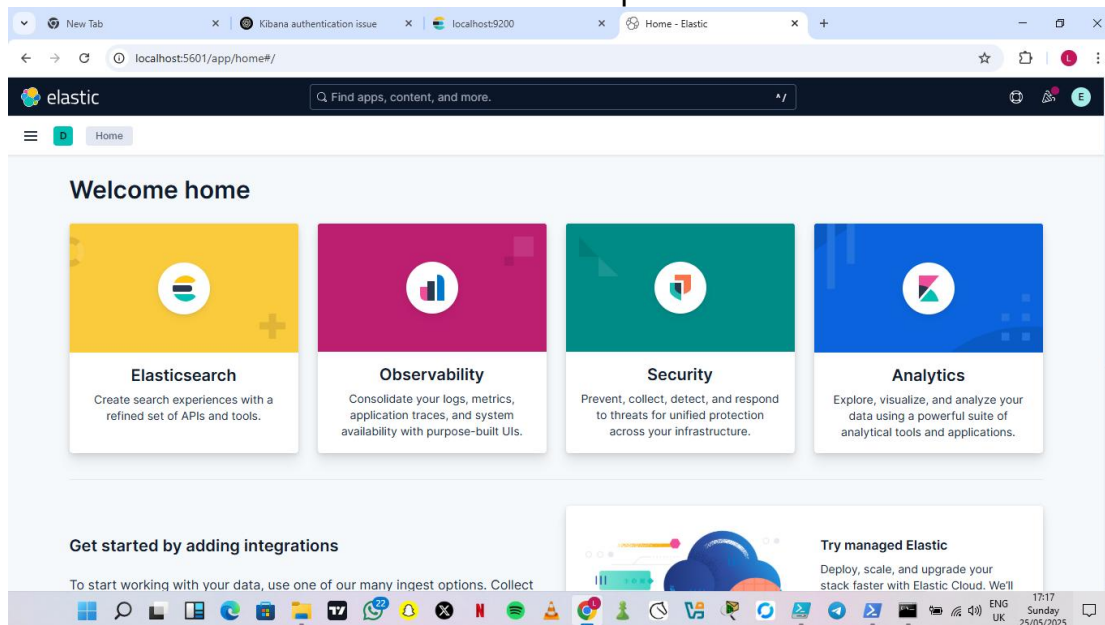 New Tab
Kibana authentication issue
localhost:9200
Home - Elastic
localhost:5601/app/home#/
L
elastic
Find apps, content, and more.
^/
E
D
Home
Welcome home
Elasticsearch
Create search experiences with a
refined set of APIs and tools.
Observability
Consolidate your logs, metrics,
application traces, and system
availability with purpose-built UIs.
Security
Prevent, collect, detect, and respond
to threats for unified protection
across your infrastructure.
Analytics
Explore, visualize, and analyze your
data using a powerful suite of
analytical tools and applications.
Get started by adding integrations
To start working with your data, use one of our many ingest options. Collect
Try managed Elastic
Deploy, scale, and upgrade your
stack faster with Elastic Cloud. We'll
22
ENG
UK
17:17
Sunday
25/05/2025